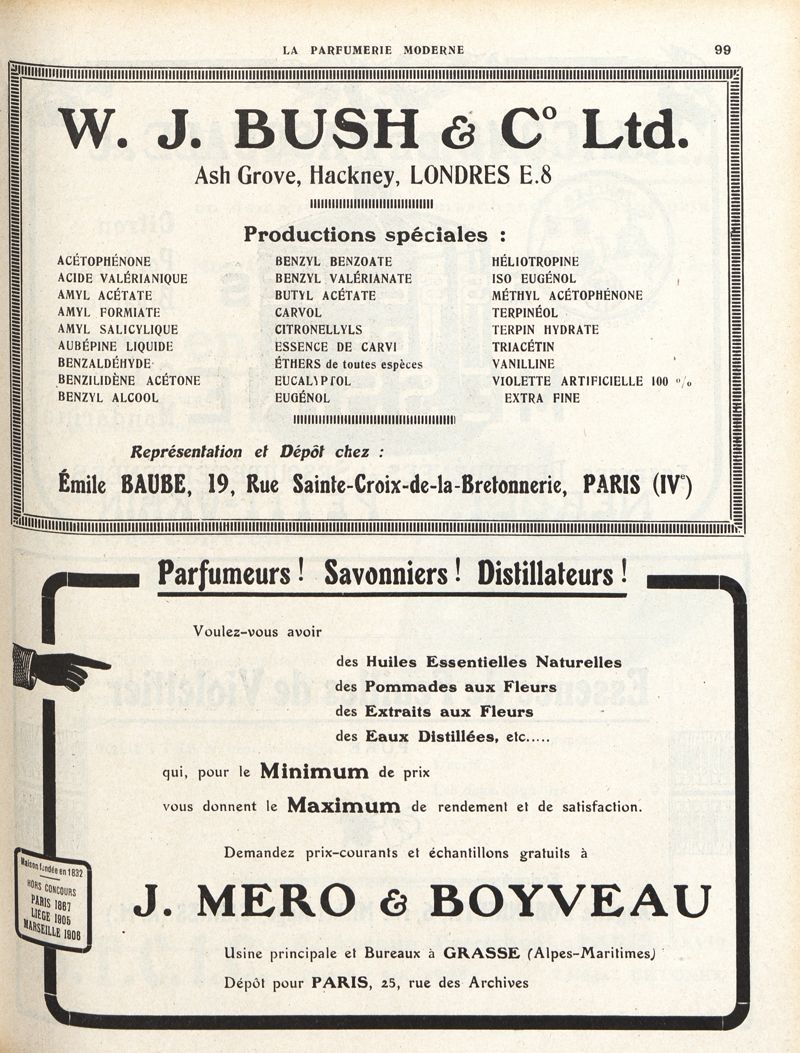 LA PARFUMERIE MODERNE 99
W. J. BUSH & Cº Ltd.
Ash Grove, Hackney, LONDRES E.8
Productions spéciales :
ACÉTOPHÉNONE
ACIDE VALÉRIANIQUE
AMYL ACÉTATE
AMYL FORMIATE
AMYL SALICYLIQUE
AUBÉPINE LIQUIDE
BENZALDÉHYDE
BENZILIDÈNE ACÉTONE
BENZYL ALCOOL
BENZYL BENZOATE
BENZYL VALÉRIANATE
BUTYL ACÉTATE
CARVOL
CITRONELLYLS
ESSENCE DE CARVI
ÉTHERS de toutes espèces
EUCALYPTOL
EUGÉNOL
HÉLIOTROPINE
ISO EUGÉNOL
MÉTHYL ACÉTOPHÉNONE
TERPINÉOL
TERPIN HYDRATE
TRIACÉTIN
VANILLINE
VIOLETTE ARTIFICIELLE 100 %
EXTRA FINE
Représentation et Dépôt chez :
Émile BAUBE, 19, Rue Sainte-Croix-de-la-Bretonnerie, PARIS (IVᵉ)
Parfumeurs ! Savonniers ! Distillateurs !
Voulez-vous avoir
des Huiles Essentielles Naturelles
des Pommades aux Fleurs
des Extraits aux Fleurs
des Eaux Distillées, etc.....
qui, pour le Minimum de prix
vous donnent le Maximum de rendement et de satisfaction.
Demandez prix-courants et échantillons gratuits à
J. MERO & BOYVEAU
Maison fondée en 1832
HORS CONCOURS
PARIS 1867
LIEGE 1905
MARSEILLE 1906
Usine principale et Bureaux à GRASSE (Alpes-Maritimes)
Dépôt pour PARIS, 25, rue des Archives